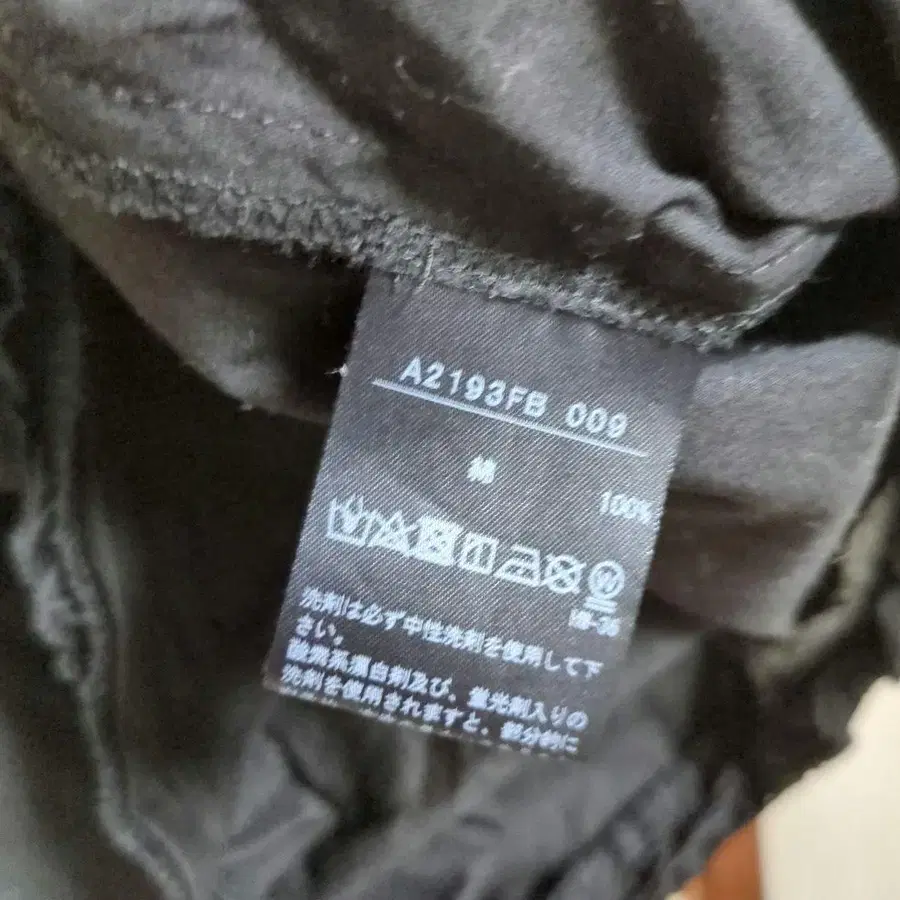 A2193FB 009
綿 100%
洗剤は必ず中性洗剤を使用して下
さい。
酸素系漂白剤及び、蛍光剤入りの
洗剤を使用されますと、部分的に